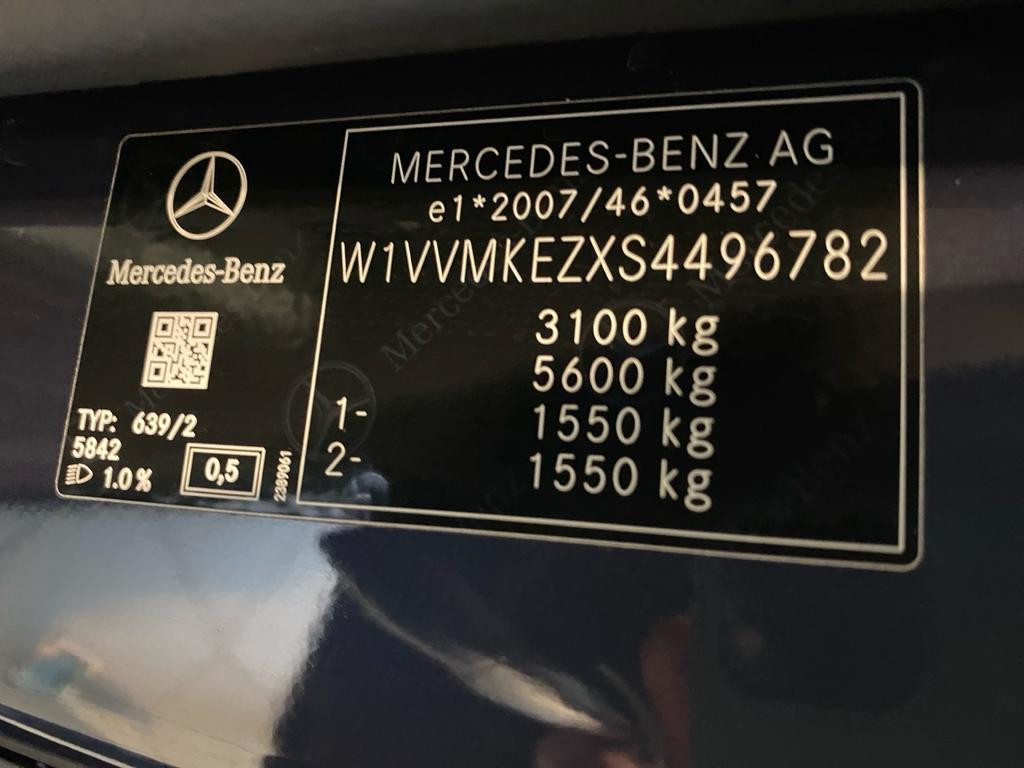 Mercedes-Benz
TYP: 639/2
5842
1.0%
0,5
2389061
MERCEDES-BENZ AG
e1*2007/46*0457
W1VVMKEZXS4496782
3100 kg
5600 kg
1- 1550 kg
2- 1550 kg